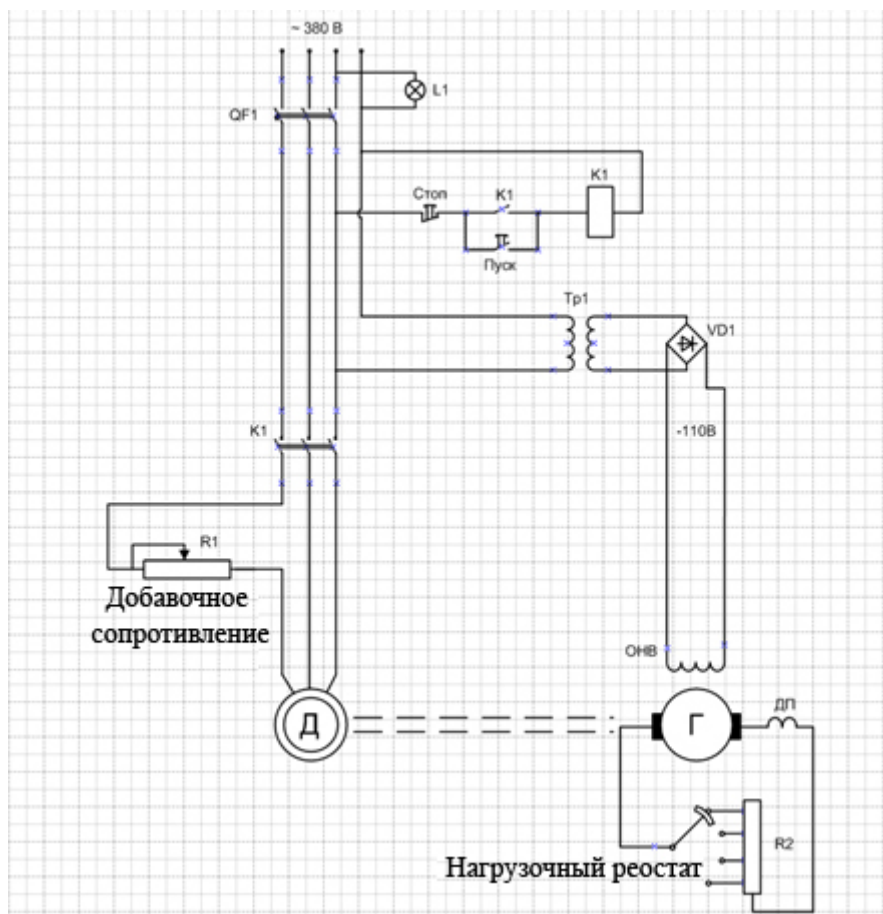 ~ 380 В
L1
QF1
K1
Стоп
K1
Пуск
Тр1
VD1
-110В
K1
R1
Добавочное
сопротивление
ОНВ
ДП
Д
Г
R2
Нагрузочный реостат